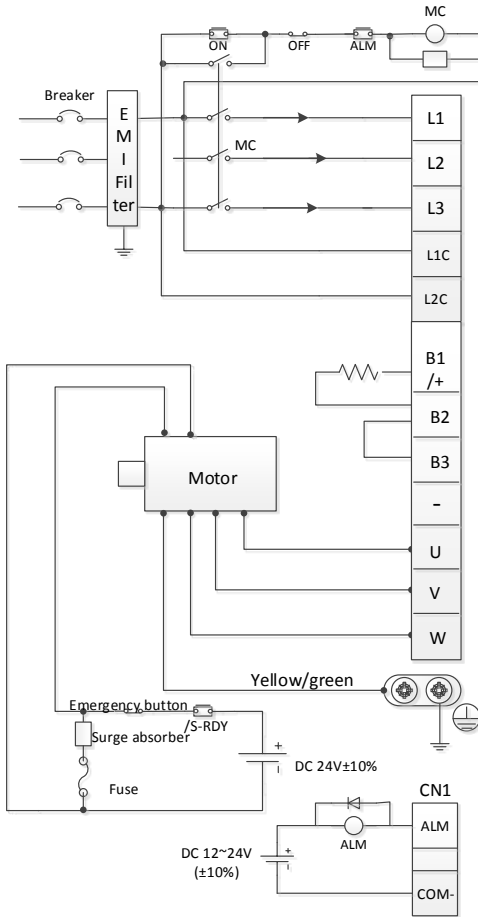 MC
ON
OFF
ALM
Breaker
E
M
I
Fil
ter
MC
L1
L2
L3
L1C
L2C
B1
/+
B2
B3
-
U
V
W
Motor
Yellow/green
Emergency button
/S-RDY
Surge absorber
+
DC 24V±10%
Fuse
CN1
ALM
+
ALM
DC 12~24V
(±10%)
COM-